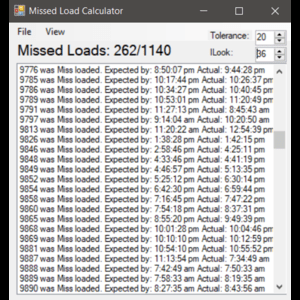 Missed Load Calculator
File View
Tolerance: 20
Missed Loads: 262/1140
ILook: 36
9776 was Miss loaded. Expected by: 8:50:07 pm Actual: 9:44:28 pm
9785 was Miss loaded. Expected by: 10:17:44 pm Actual: 10:26:37 pm
9786 was Miss loaded. Expected by: 10:34:27 pm Actual: 10:40:45 pm
9789 was Miss loaded. Expected by: 10:53:01 pm Actual: 11:20:49 pm
9791 was Miss loaded. Expected by: 11:27:13 pm Actual: 8:45:43 am
9797 was Miss loaded. Expected by: 9:14:04 am Actual: 10:20:50 am
9813 was Miss loaded. Expected by: 11:20:22 am Actual: 12:54:39 pm
9826 was Miss loaded. Expected by: 1:38:28 pm Actual: 1:42:15 pm
9846 was Miss loaded. Expected by: 2:58:46 pm Actual: 4:25:11 pm
9848 was Miss loaded. Expected by: 4:33:46 pm Actual: 4:41:19 pm
9849 was Miss loaded. Expected by: 4:46:57 pm Actual: 5:13:35 pm
9852 was Miss loaded. Expected by: 5:25:12 pm Actual: 6:30:14 pm
9854 was Miss loaded. Expected by: 6:42:30 pm Actual: 6:59:44 pm
9858 was Miss loaded. Expected by: 7:16:45 pm Actual: 7:47:22 pm
9860 was Miss loaded. Expected by: 7:54:18 pm Actual: 8:37:31 pm
9865 was Miss loaded. Expected by: 8:55:20 pm Actual: 9:49:39 pm
9868 was Miss loaded. Expected by: 10:01:28 pm Actual: 10:04:46 pm
9869 was Miss loaded. Expected by: 10:10:10 pm Actual: 10:12:59 pm
9881 was Miss loaded. Expected by: 10:54:10 pm Actual: 10:55:52 pm
9887 was Miss loaded. Expected by: 11:13:54 pm Actual: 7:34:49 am
9888 was Miss loaded. Expected by: 7:42:49 am Actual: 7:50:33 am
9889 was Miss loaded. Expected by: 7:58:33 am Actual: 8:19:35 am
9890 was Miss loaded. Expected by: 8:27:35 am Actual: 8:43:56 am